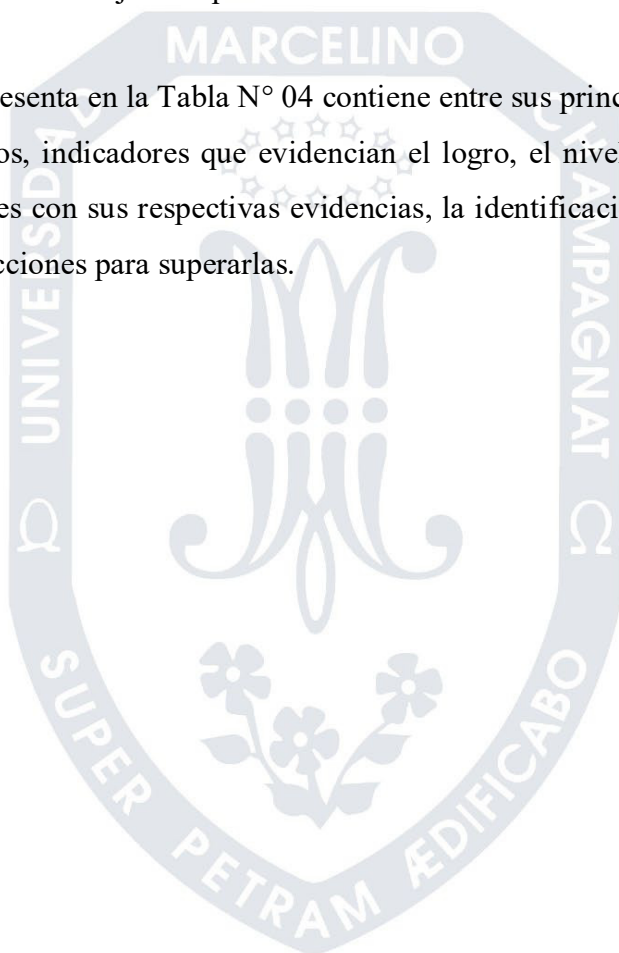 MARCELINO
esenta en la Tabla N° 04 contiene entre sus princ
os, indicadores que evidencian el logro, el nivel
es con sus respectivas evidencias, la identificaci
cciones para superarlas.
UNIVERSIDAD
CHAMPAGNAT
Ω Ω
SUPER PETRAM ÆDIFICABO